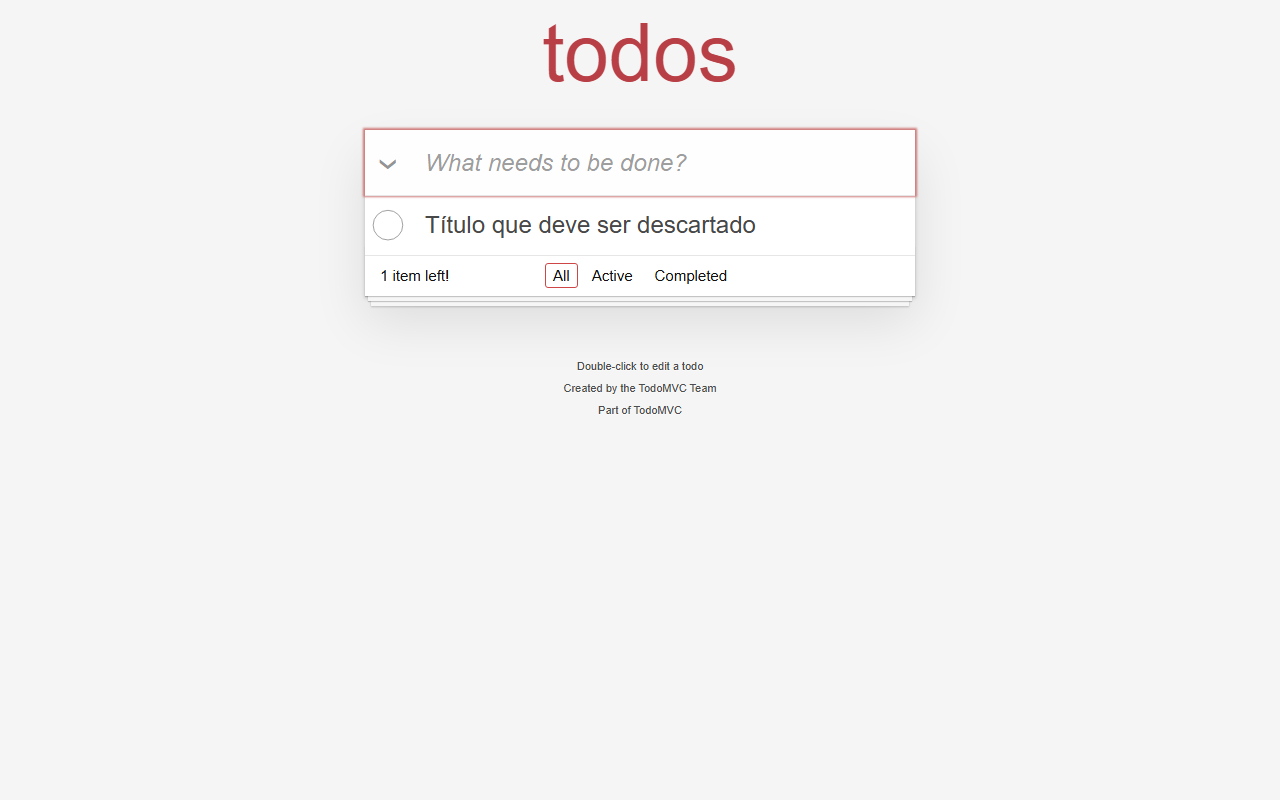 todos
What needs to be done?
Título que deve ser descartado
1 item left! All Active Completed
Double-click to edit a todo
Created by the TodoMVC Team
Part of TodoMVC